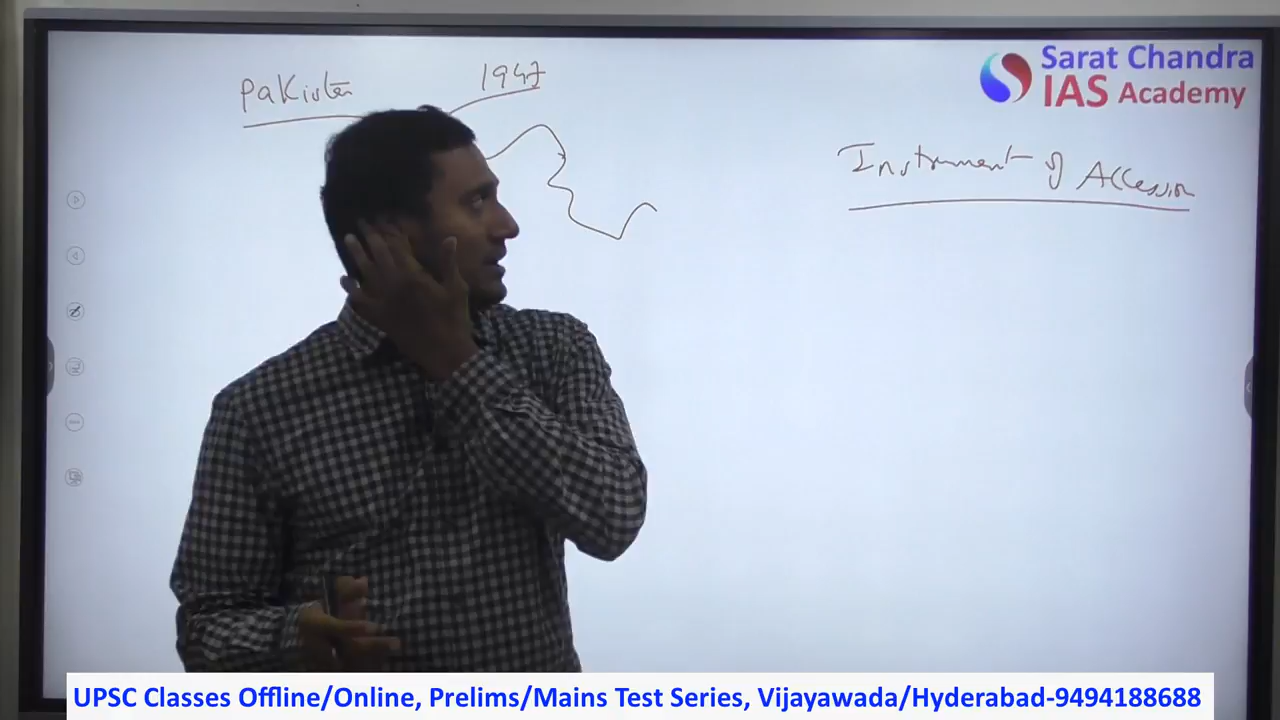 Pakistan 1947
Sarat Chandra
IAS Academy
Instrument of Accession
UPSC Classes Offline/Online, Prelims/Mains Test Series, Vijayawada/Hyderabad-9494188688